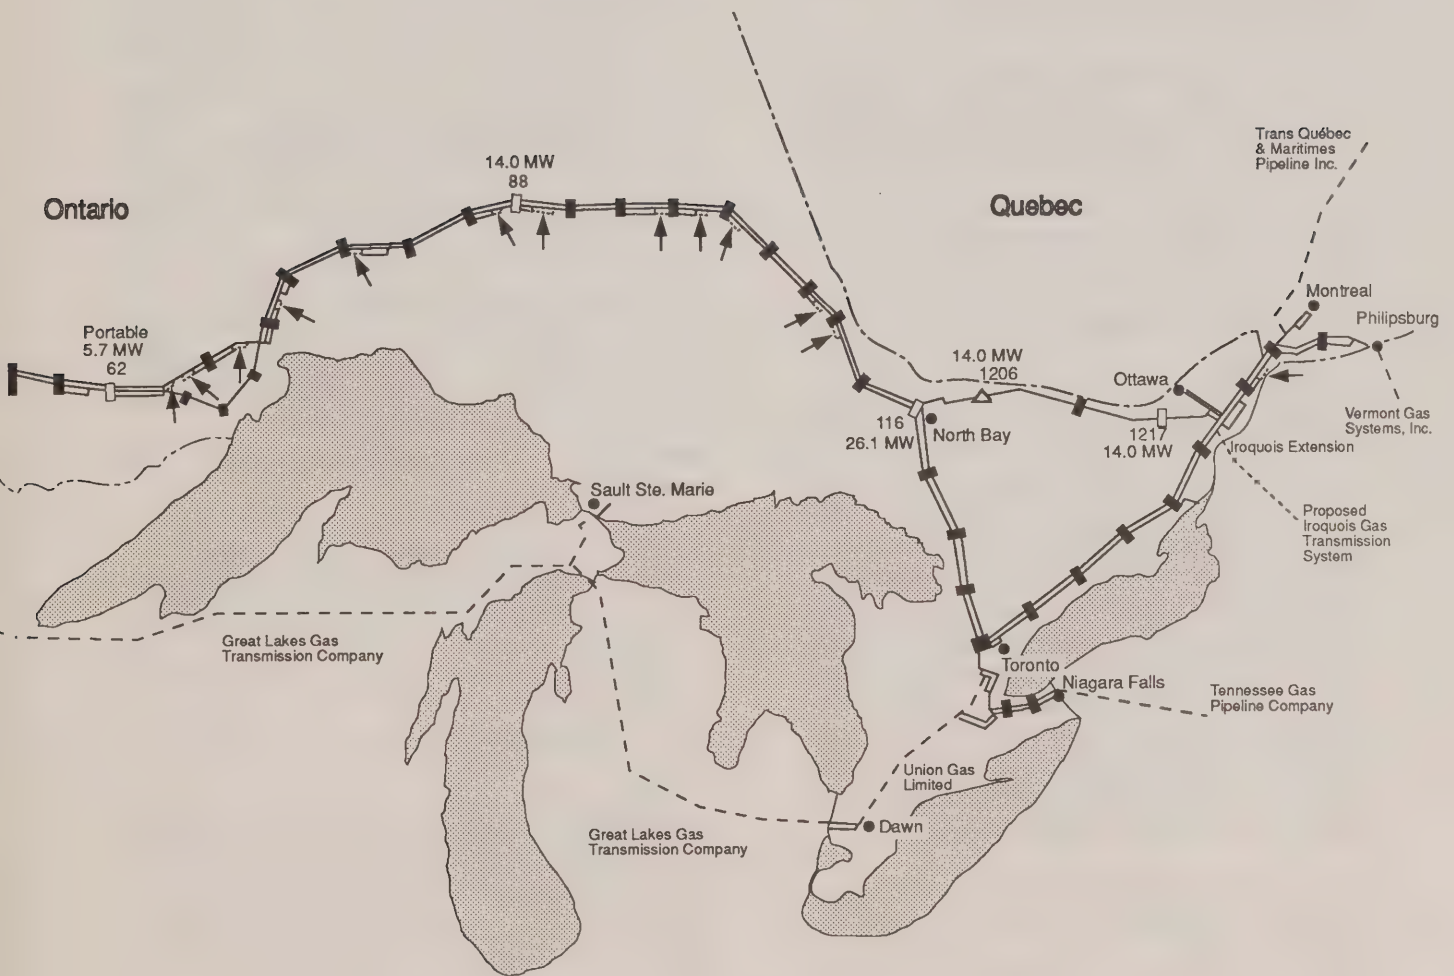 Trans Québec
& Maritimes
Pipeline Inc.
14.0 MW
88
Ontario
Quebec
Montreal
Philipsburg
Portable
5.7 MW
62
14.0 MW
1206
Ottawa
Vermont Gas
Systems, Inc.
116
26.1 MW
North Bay
1217
14.0 MW
Iroquois Extension
Sault Ste. Marie
Proposed
Iroquois Gas
Transmission
System
Great Lakes Gas
Transmission Company
Toronto
Niagara Falls
Tennessee Gas
Pipeline Company
Union Gas
Limited
Dawn
Great Lakes Gas
Transmission Company